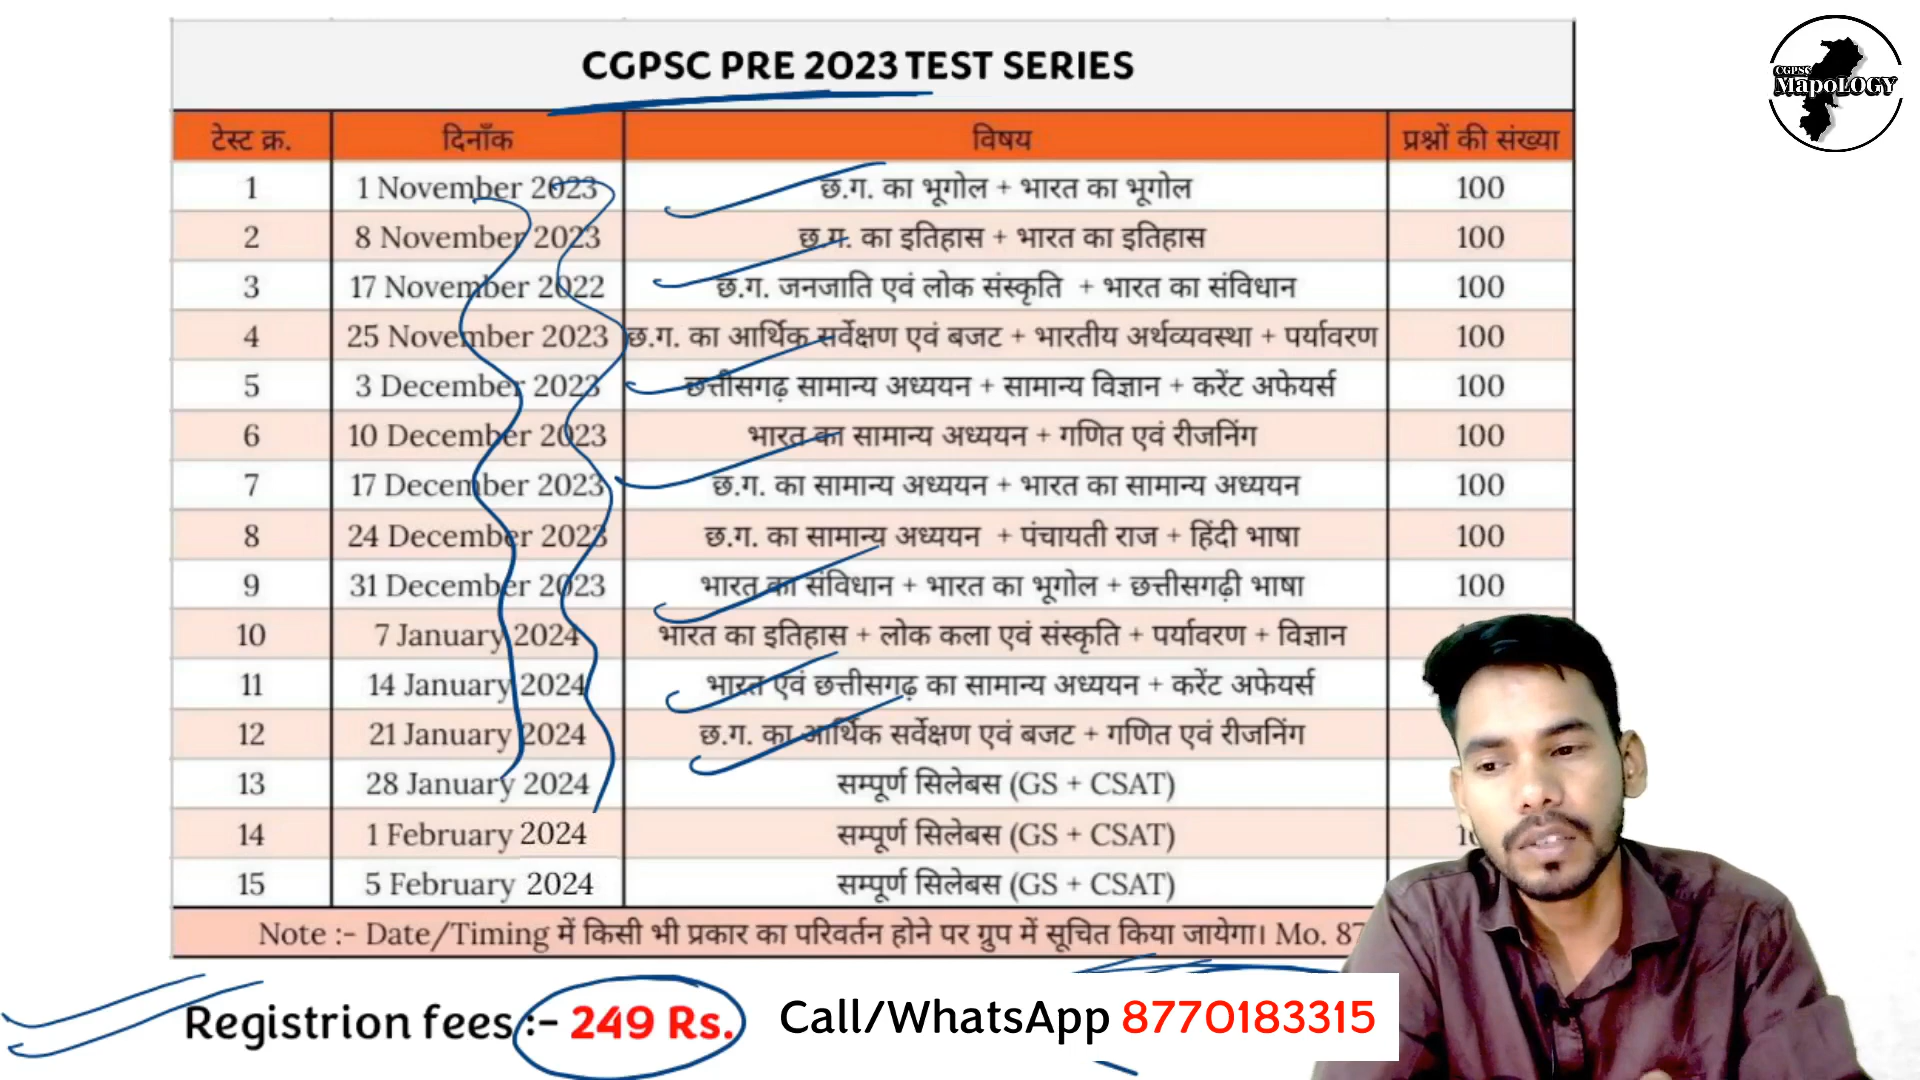 CGPSC PRE 2023 TEST SERIES
CGPSC
MapoLOGY
टेस्ट क्र. दिनाँक विषय प्रश्नों की संख्या
1 1 November 2023 छ.ग. का भूगोल + भारत का भूगोल 100
2 8 November 2023 छ.ग. का इतिहास + भारत का इतिहास 100
3 17 November 2022 छ.ग. जनजाति एवं लोक संस्कृति + भारत का संविधान 100
4 25 November 2023 छ.ग. का आर्थिक सर्वेक्षण एवं बजट + भारतीय अर्थव्यवस्था + पर्यावरण 100
5 3 December 2023 छत्तीसगढ़ सामान्य अध्ययन + सामान्य विज्ञान + करेंट अफेयर्स 100
6 10 December 2023 भारत का सामान्य अध्ययन + गणित एवं रीजनिंग 100
7 17 December 2023 छ.ग. का सामान्य अध्ययन + भारत का सामान्य अध्ययन 100
8 24 December 2023 छ.ग. का सामान्य अध्ययन + पंचायती राज + हिंदी भाषा 100
9 31 December 2023 भारत का संविधान + भारत का भूगोल + छत्तीसगढ़ी भाषा 100
10 7 January 2024 भारत का इतिहास + लोक कला एवं संस्कृति + पर्यावरण + विज्ञान
11 14 January 2024 भारत एवं छत्तीसगढ़ का सामान्य अध्ययन + करेंट अफेयर्स
12 21 January 2024 छ.ग. का आर्थिक सर्वेक्षण एवं बजट + गणित एवं रीजनिंग
13 28 January 2024 सम्पूर्ण सिलेबस (GS + CSAT)
14 1 February 2024 सम्पूर्ण सिलेबस (GS + CSAT)
15 5 February 2024 सम्पूर्ण सिलेबस (GS + CSAT)
Note :- Date/Timing में किसी भी प्रकार का परिवर्तन होने पर ग्रुप में सूचित किया जायेगा। Mo. 87
Registrion fees :- 249 Rs. Call/WhatsApp 8770183315